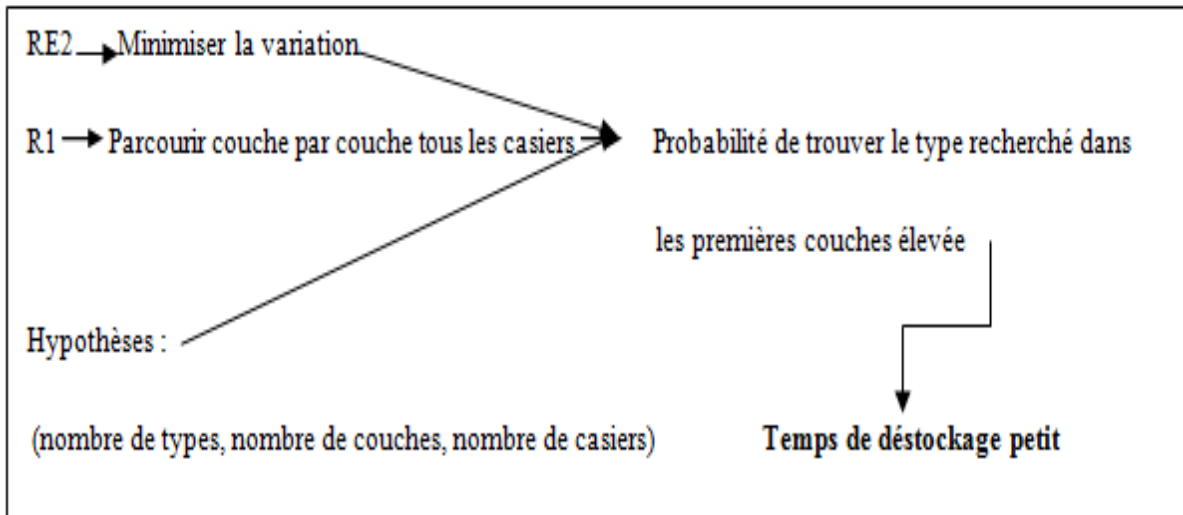 RE2 Minimiser la variation
R1 Parcourir couche par couche tous les casiers
Probabilité de trouver le type recherché dans
les premières couches élevée
Hypothèses :
(nombre de types, nombre de couches, nombre de casiers)
Temps de déstockage petit